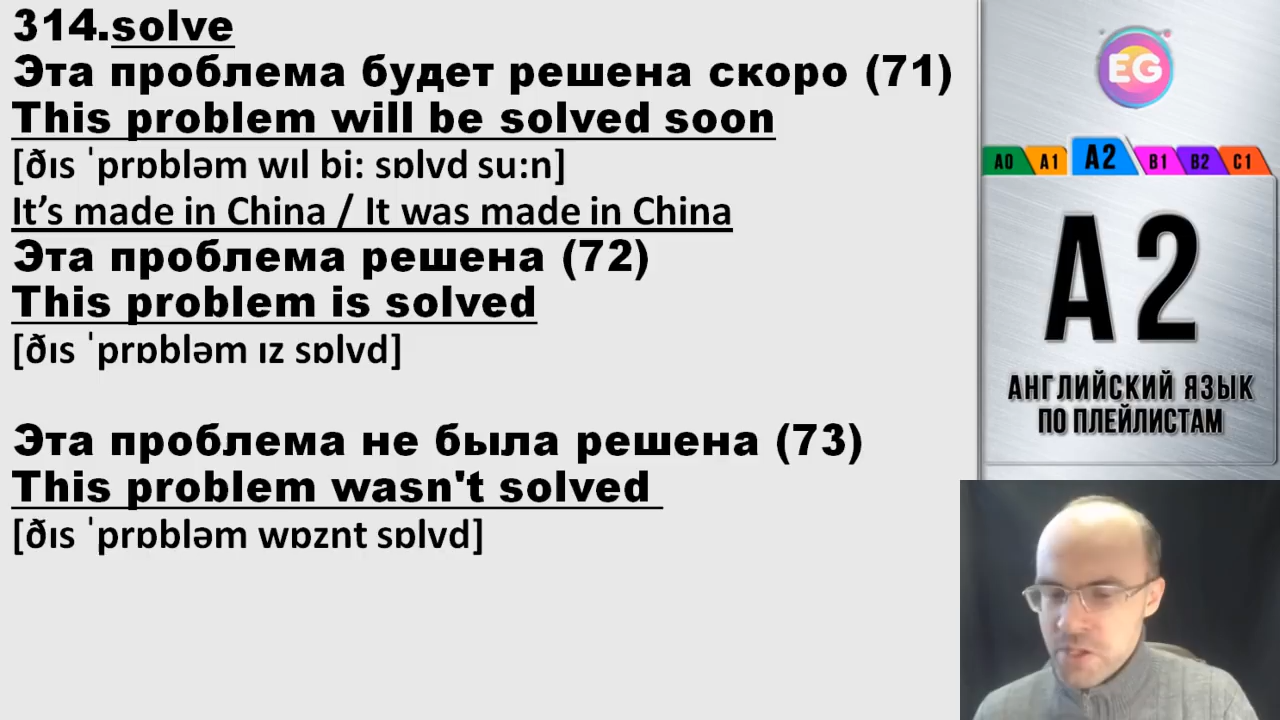 314.solve
Эта проблема будет решена скоро (71)
This problem will be solved soon
[ðɪs ˈprɒbləm wɪl bi: sɒlvd su:n]
It’s made in China / It was made in China
Эта проблема решена (72)
This problem is solved
[ðɪs ˈprɒbləm ɪz sɒlvd]
Эта проблема не была решена (73)
This problem wasn't solved
[ðɪs ˈprɒbləm wɒznt sɒlvd]
EG
A0 A1 A2 B1 B2 C1
A2
АНГЛИЙСКИЙ ЯЗЫК
ПО ПЛЕЙЛИСТАМ